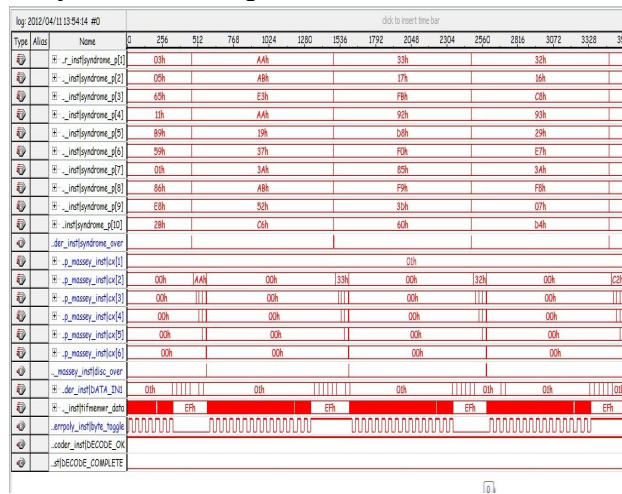 log: 2012/04/11 13:54:14 #0 click to insert time bar
Type Alias Name 0 256 512 768 1024 1280 1536 1792 2048 2304 2560 2816 3072 3328
..r_inst|syndrome_p[1] 03h AAh 33h 32h
.._inst|syndrome_p[2] 05h ABh 17h 16h
.._inst|syndrome_p[3] 65h E3h FBh C8h
.._inst|syndrome_p[4] 11h AAh 92h 93h
.._inst|syndrome_p[5] B9h 19h D8h 29h
.._inst|syndrome_p[6] 59h 37h F0h E7h
.._inst|syndrome_p[7] 01h 3Ah 85h 3Ah
.._inst|syndrome_p[8] 86h ABh F9h F8h
.._inst|syndrome_p[9] E8h 52h 3Dh 07h
..inst|syndrome_p[10] 28h C6h 60h D4h
..der_inst|syndrome_over
..p_massey_inst|cx[1] 01h
..p_massey_inst|cx[2] 00h AAh 00h 33h 00h 32h 00h C2h
..p_massey_inst|cx[3] 00h 00h 00h 00h
..p_massey_inst|cx[4] 00h 00h 00h 00h
..p_massey_inst|cx[5] 00h 00h 00h 00h
..p_massey_inst|cx[6] 00h 00h 00h 00h
.._massey_inst|disc_over
..der_inst|DATA_IN1 01h 01h 01h 01h 01h
.._inst|tifmemwr_data EFh EFh EFh EFh
..errpoly_inst|byte_toggle
..coder_inst|DECODE_OK
..st|DECODE_COMPLETE
0